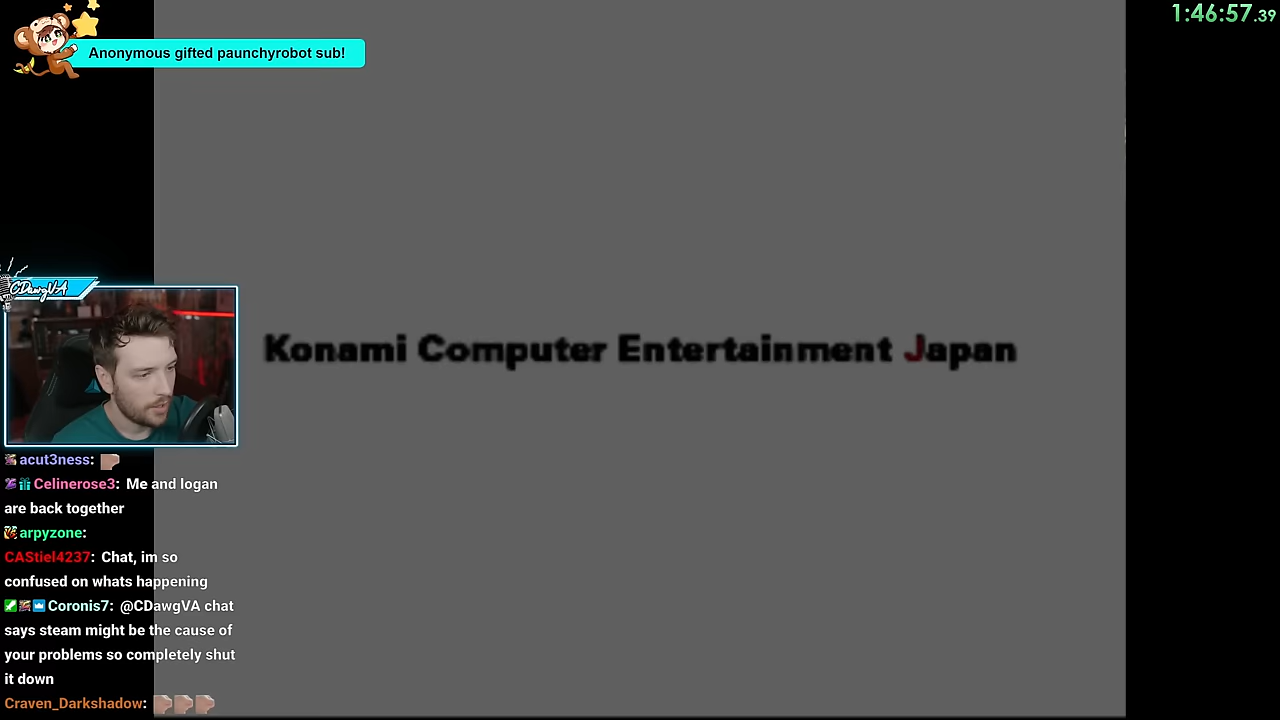 1:46:57.39
Anonymous gifted paunchyrobot sub!
CDawgVA
Konami Computer Entertainment Japan
acut3ness:
Celinerose3: Me and logan
are back together
arpyzone:
CAStiel4237: Chat, im so
confused on whats happening
Coronis7: @CDawgVA chat
says steam might be the cause of
your problems so completely shut
it down
Craven_Darkshadow: